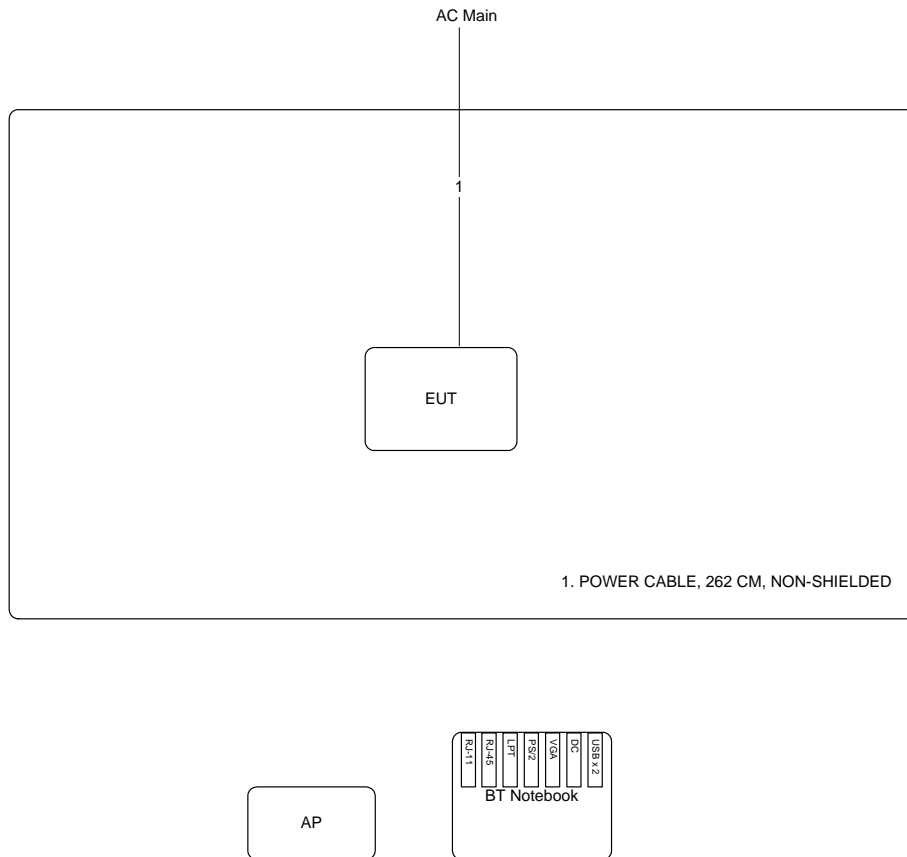 AC Main
1
EUT
1. POWER CABLE, 262 CM, NON-SHIELDED
RJ-11
RJ-45
LPT
PS/2
VGA
DC
USB x 2
BT Notebook
AP